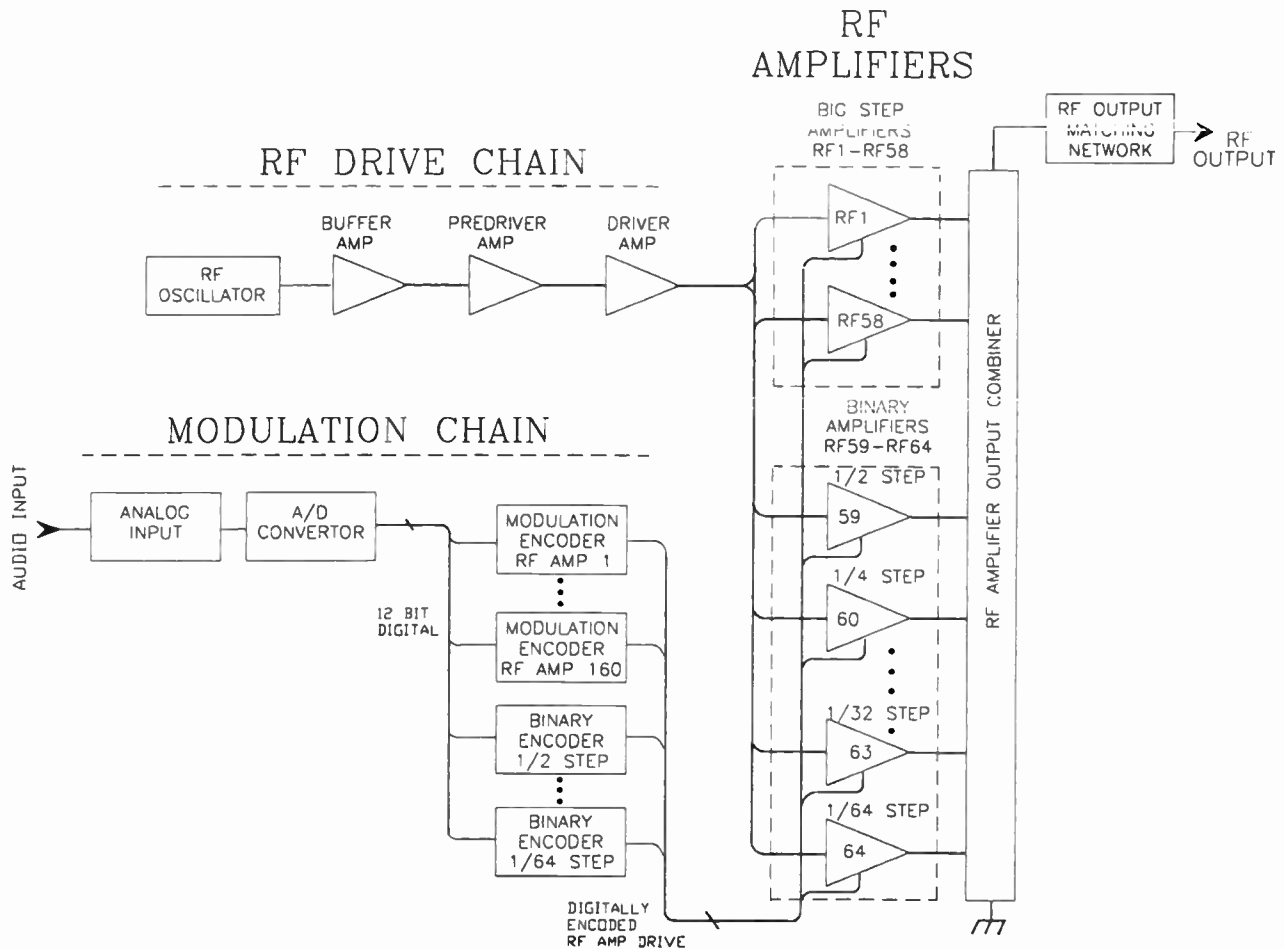 RF
AMPLIFIERS
BIG STEP
AMPLIFIERS
RF1-RF58
RF OUTPUT
MATCHING
NETWORK
RF
OUTPUT
RF DRIVE CHAIN
BUFFER
AMP
PREDRIVER
AMP
DRIVER
AMP
RF
OSCILLATOR
RF1
RF58
RF AMPLIFIER OUTPUT COMBINER
MODULATION CHAIN
BINARY
AMPLIFIERS
RF59-RF64
AUDIO INPUT
ANALOG
INPUT
A/D
CONVERTOR
12 BIT
DIGITAL
MODULATION
ENCODER
RF AMP 1
MODULATION
ENCODER
RF AMP 160
BINARY
ENCODER
1/2 STEP
BINARY
ENCODER
1/64 STEP
1/2 STEP
59
1/4 STEP
60
1/32 STEP
63
1/64 STEP
64
DIGITALLY
ENCODED
RF AMP DRIVE